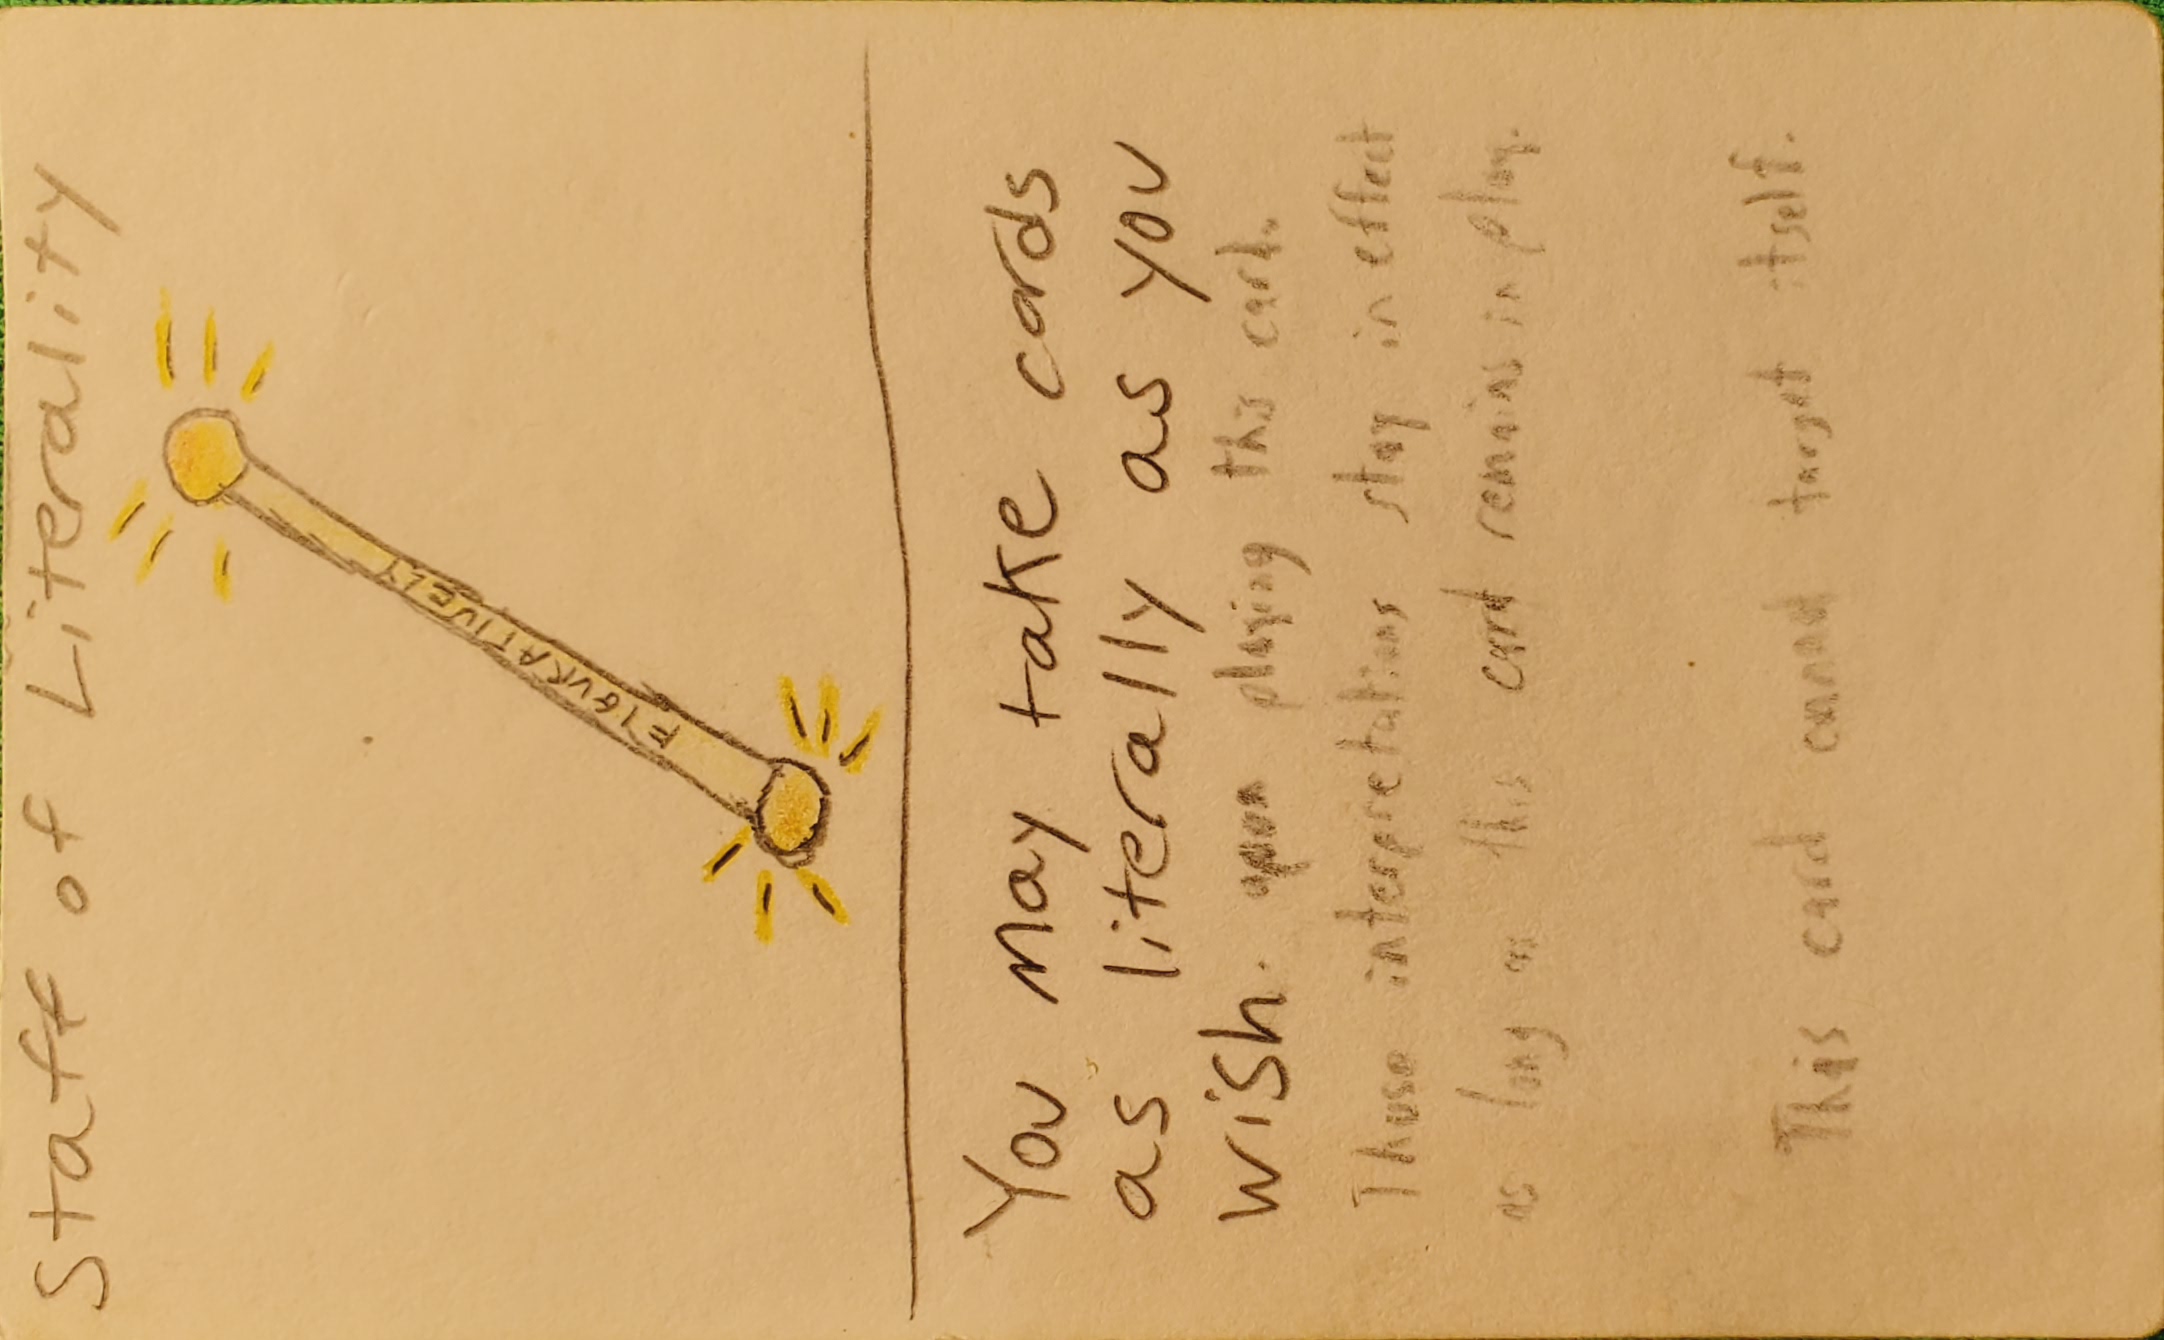 Staff of Literality
FIGURATIVELY
You may take cards
as literally as you
wish. upon playing this card.
Those interpretations stay in effect
as long as this card remains in play.
This card cannot target itself.